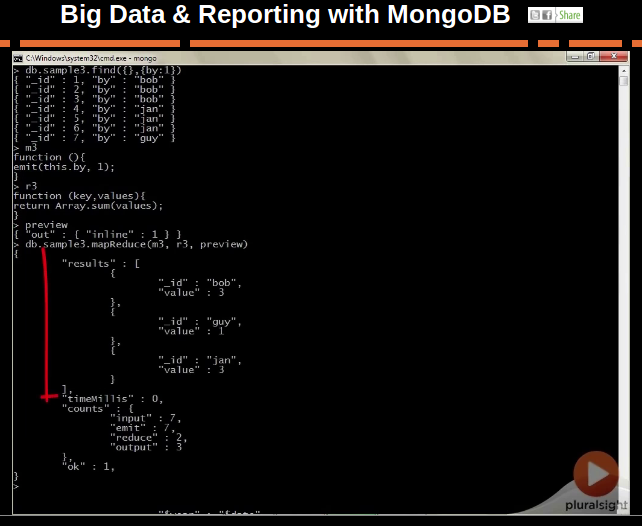 Big Data & Reporting with MongoDB
Share
C:\Windows\system32\cmd.exe - mongo
> db.sample3.find({},{by:1})
{ "_id" : 1, "by" : "bob" }
{ "_id" : 2, "by" : "bob" }
{ "_id" : 3, "by" : "bob" }
{ "_id" : 4, "by" : "jan" }
{ "_id" : 5, "by" : "jan" }
{ "_id" : 6, "by" : "jan" }
{ "_id" : 7, "by" : "guy" }
> m3
function (){
emit(this.by, 1);
}
> r3
function (key,values){
return Array.sum(values);
}
> preview
{ "out" : { "inline" : 1 } }
> db.sample3.mapReduce(m3, r3, preview)
{
"results" : [
{
"_id" : "bob",
"value" : 3
},
{
"_id" : "guy",
"value" : 1
},
{
"_id" : "jan",
"value" : 3
}
],
"timeMillis" : 0,
"counts" : {
"input" : 7,
"emit" : 7,
"reduce" : 2,
"output" : 3
},
"ok" : 1,
}
>
pluralsight